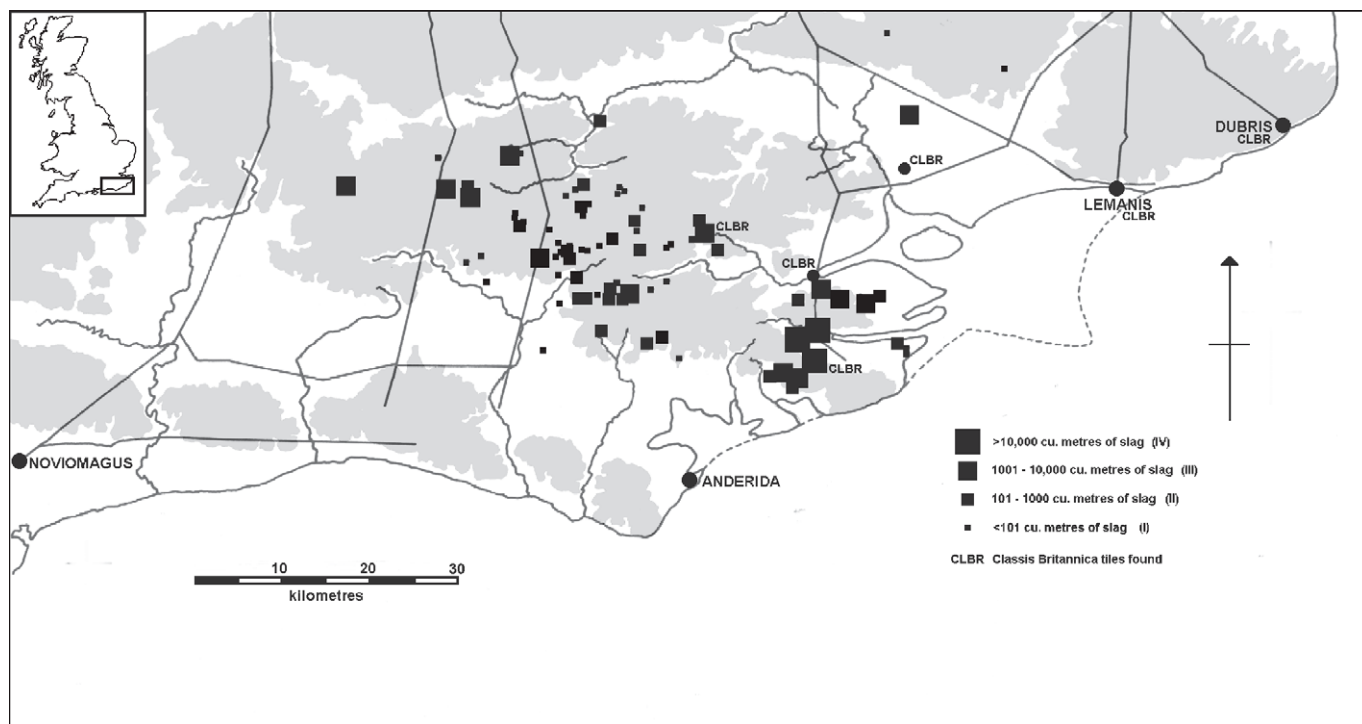 DUBRIS
CLBR
CLBR
LEMANIS
CLBR
CLBR
CLBR
CLBR
NOVIOMAGUS
ANDERIDA
>10,000 cu. metres of slag (IV)
1001 - 10,000 cu. metres of slag (III)
101 - 1000 cu. metres of slag (II)
<101 cu. metres of slag (I)
CLBR Classis Britannica tiles found
10 20 30
kilometres